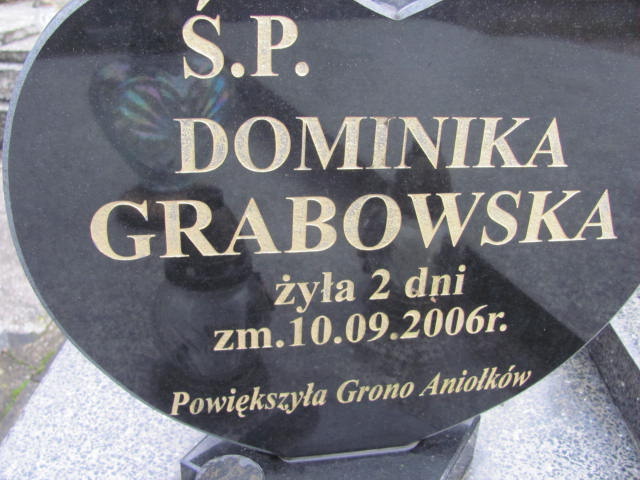 Ś.P.
DOMINIKA
GRABOWSKA
żyła 2 dni
zm.10.09.2006r.
Powiększyła Grono Aniołków